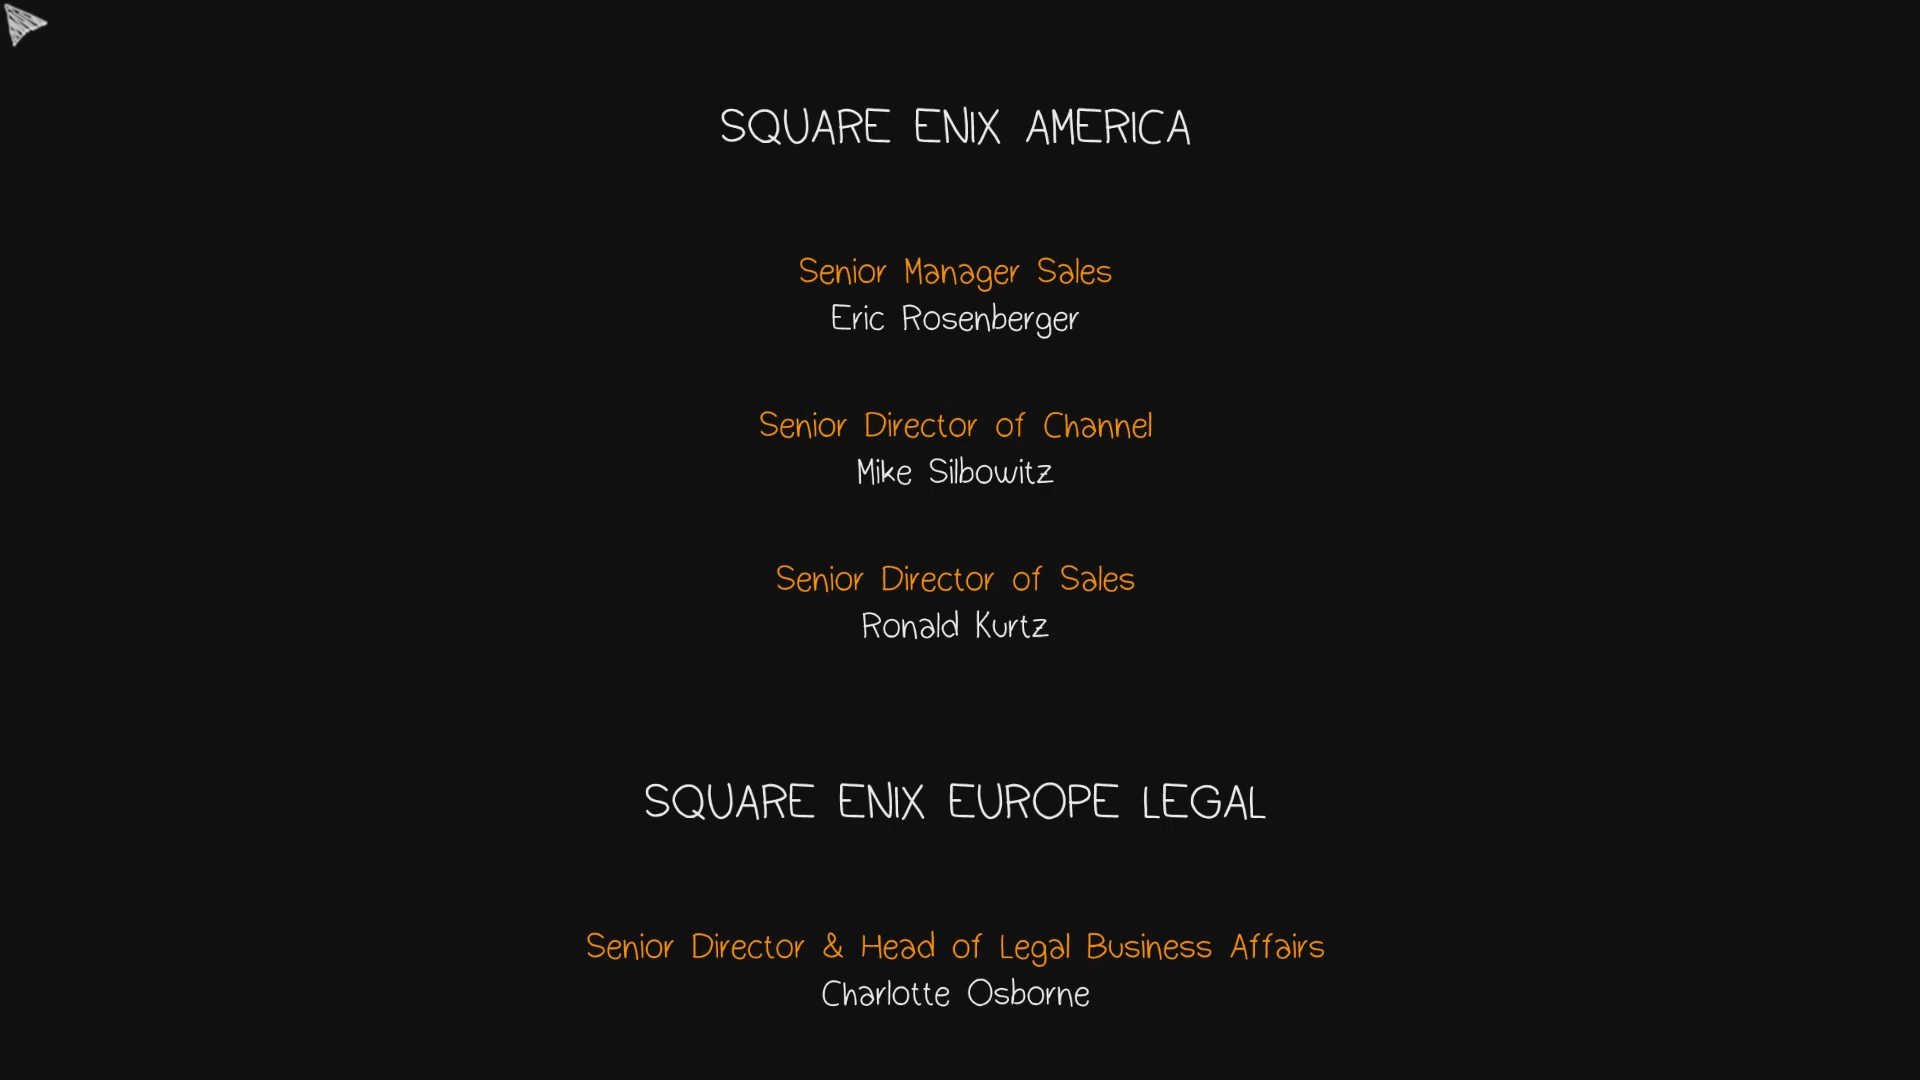 SQUARE ENIX AMERICA
Senior Manager Sales
Eric Rosenberger
Senior Director of Channel
Mike Silbowitz
Senior Director of Sales
Ronald Kurtz
SQUARE ENIX EUROPE LEGAL
Senior Director & Head of Legal Business Affairs
Charlotte Osborne